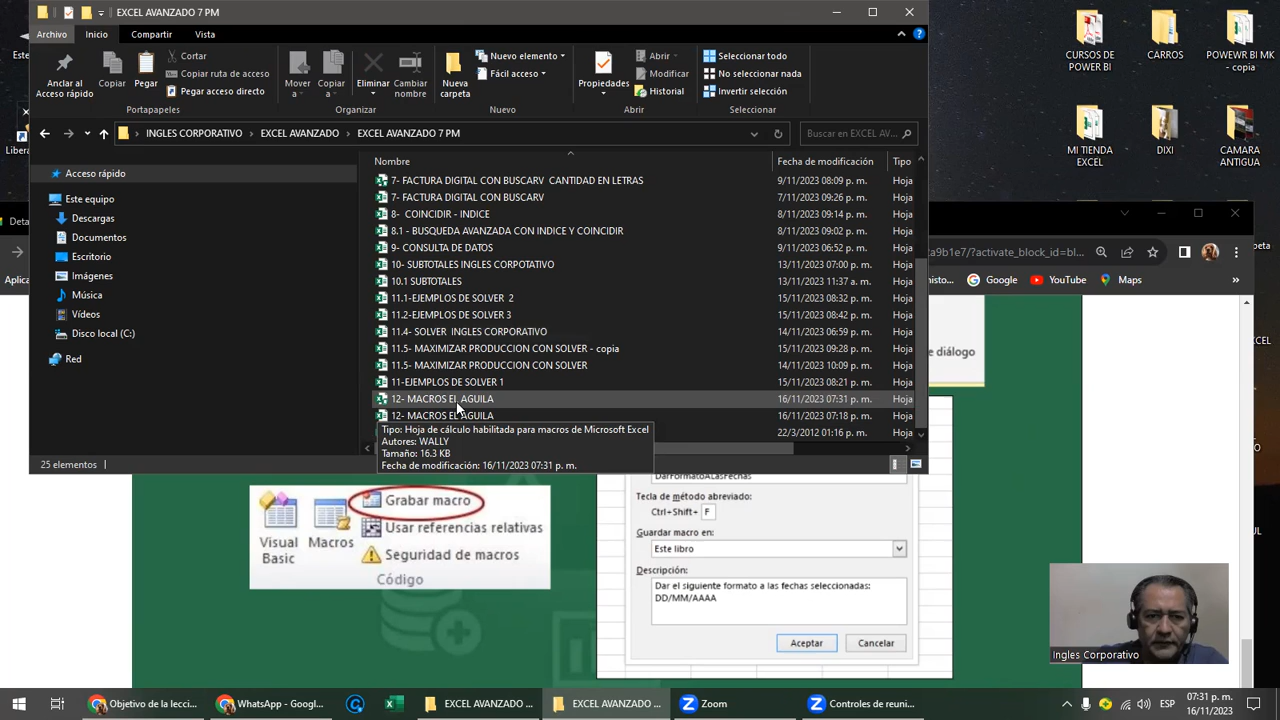 EXCEL AVANZADO 7 PM
Archivo
Inicio
Compartir
Vista
Anclar al
Acceso rápido
Copiar
Pegar
Cortar
Copiar ruta de acceso
Pegar acceso directo
Portapapeles
Mover
a
Copiar
a
Eliminar
Cambiar
nombre
Organizar
Nueva
carpeta
Nuevo elemento
Fácil acceso
Nuevo
Propiedades
Abrir
Modificar
Historial
Abrir
Seleccionar todo
No seleccionar nada
Invertir selección
Seleccionar
INGLES CORPORATIVO
EXCEL AVANZADO
EXCEL AVANZADO 7 PM
Buscar en EXCEL AV...
Nombre
Fecha de modificación
Tipo
Acceso rápido
Este equipo
Descargas
Documentos
Escritorio
Imágenes
Música
Vídeos
Disco local (C:)
Red
7- FACTURA DIGITAL CON BUSCARV  CANTIDAD EN LETRAS 9/11/2023 08:09 p. m. Hoja
7- FACTURA DIGITAL CON BUSCARV 7/11/2023 09:26 p. m. Hoja
8-  COINCIDIR - INDICE 8/11/2023 09:14 p. m. Hoja
8.1 - BUSQUEDA AVANZADA CON INDICE Y COINCIDIR 8/11/2023 09:02 p. m. Hoja
9- CONSULTA DE DATOS 9/11/2023 06:52 p. m. Hoja
10- SUBTOTALES INGLES CORPOTATIVO 13/11/2023 07:00 p. m. Hoja
10.1 SUBTOTALES 13/11/2023 11:37 a. m. Hoja
11.1-EJEMPLOS DE SOLVER  2 15/11/2023 08:32 p. m. Hoja
11.2-EJEMPLOS DE SOLVER 3 15/11/2023 08:42 p. m. Hoja
11.4- SOLVER  INGLES CORPORATIVO 14/11/2023 06:59 p. m. Hoja
11.5- MAXIMIZAR PRODUCCION CON SOLVER - copia 15/11/2023 09:28 p. m. Hoja
11.5- MAXIMIZAR PRODUCCION CON SOLVER 14/11/2023 10:09 p. m. Hoja
11-EJEMPLOS DE SOLVER 1 15/11/2023 08:21 p. m. Hoja
12- MACROS EL AGUILA 16/11/2023 07:31 p. m. Hoja
12- MACROS EL AGUILA 16/11/2023 07:18 p. m. Hoja
22/3/2012 01:16 p. m. Hoja
Tipo: Hoja de cálculo habilitada para macros de Microsoft Excel
Autores: WALLY
Tamaño: 16.3 KB
Fecha de modificación: 16/11/2023 07:31 p. m.
25 elementos
CURSOS DE
POWER BI
CARROS
POWEWR BI MK
- copia
MI TIENDA
EXCEL
DIXI
CAMARA
ANTIGUA
Este
Libera
Detal
Aplica
a9b1e7/?activate_block_id=bl...
histo...
Google
YouTube
Maps
»
e diálogo
DarFormatoALasFechas
Tecla de método abreviado:
Ctrl+Shift+ F
Guardar macro en:
Este libro
Descripción:
Dar el siguiente formato a las fechas seleccionadas:
DD/MM/AAAA
Aceptar
Cancelar
Visual
Basic
Macros
Grabar macro
Usar referencias relativas
Seguridad de macros
Código
Ingles Corporativo
Objetivo de la lecci...
WhatsApp - Googl...
EXCEL AVANZADO ...
EXCEL AVANZADO ...
Zoom
Controles de reuni...
ESP
07:31 p. m.
16/11/2023